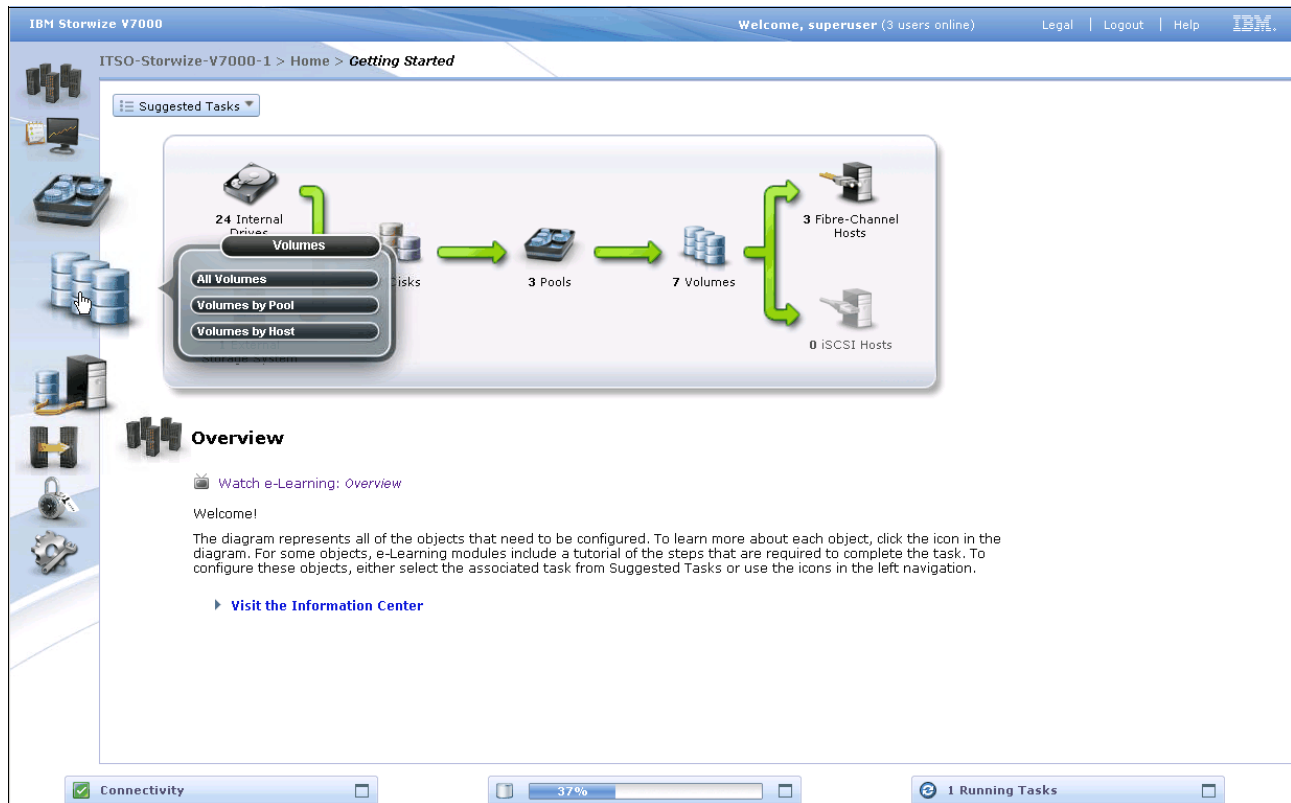 IBM Storwize V7000
Welcome, superuser (3 users online)
Legal | Logout | Help
IBM.
ITSO-Storwize-V7000-1 > Home > Getting Started
Suggested Tasks
24 Internal
Drives
Volumes
All Volumes
Volumes by Pool
Volumes by Host
Disks
3 Pools
7 Volumes
3 Fibre-Channel
Hosts
0 iSCSI Hosts
1 External
Storage System
Overview
Watch e-Learning: Overview
Welcome!
The diagram represents all of the objects that need to be configured. To learn more about each object, click the icon in the
diagram. For some objects, e-Learning modules include a tutorial of the steps that are required to complete the task. To
configure these objects, either select the associated task from Suggested Tasks or use the icons in the left navigation.
Visit the Information Center
Connectivity
37%
1 Running Tasks